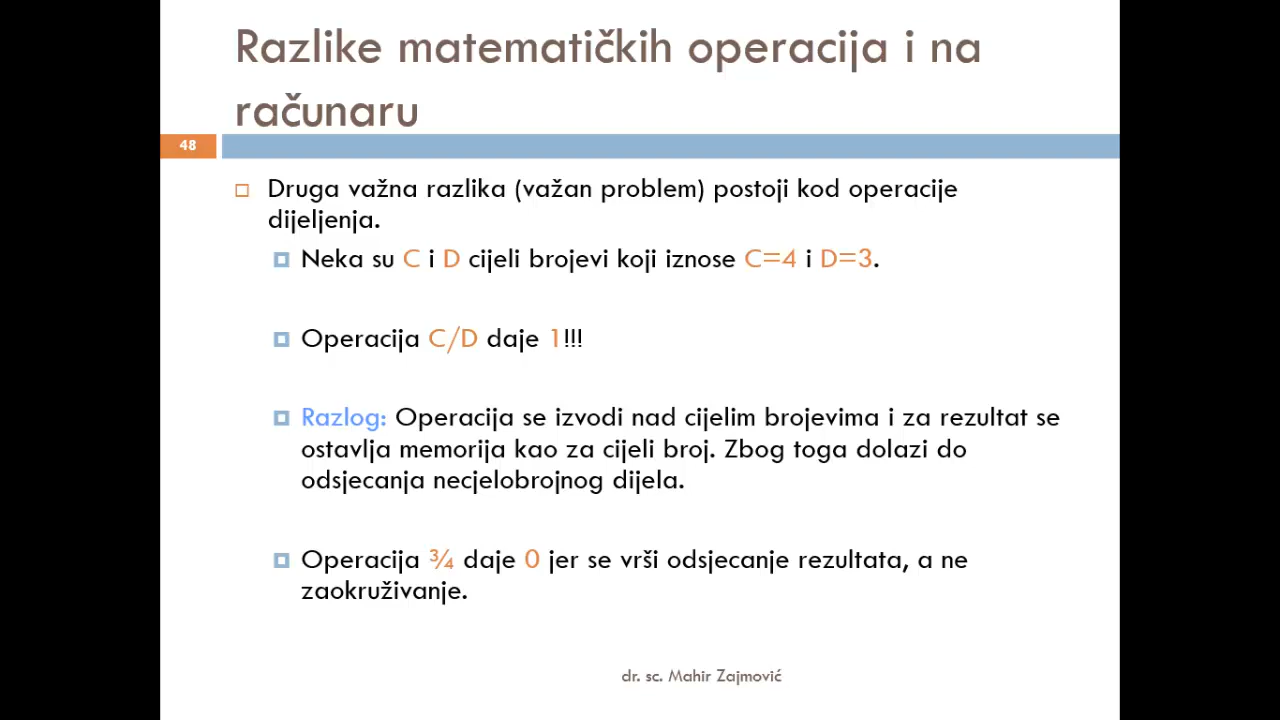 Razlike matematičkih operacija i na
računaru
48
Druga važna razlika (važan problem) postoji kod operacije
dijeljenja.
Neka su C i D cijeli brojevi koji iznose C=4 i D=3.
Operacija C/D daje 1!!!
Razlog: Operacija se izvodi nad cijelim brojevima i za rezultat se
ostavlja memorija kao za cijeli broj. Zbog toga dolazi do
odsjecanja necjelobrojnog dijela.
Operacija ¾ daje 0 jer se vrši odsjecanje rezultata, a ne
zaokruživanje.
dr. sc. Mahir Zajmović